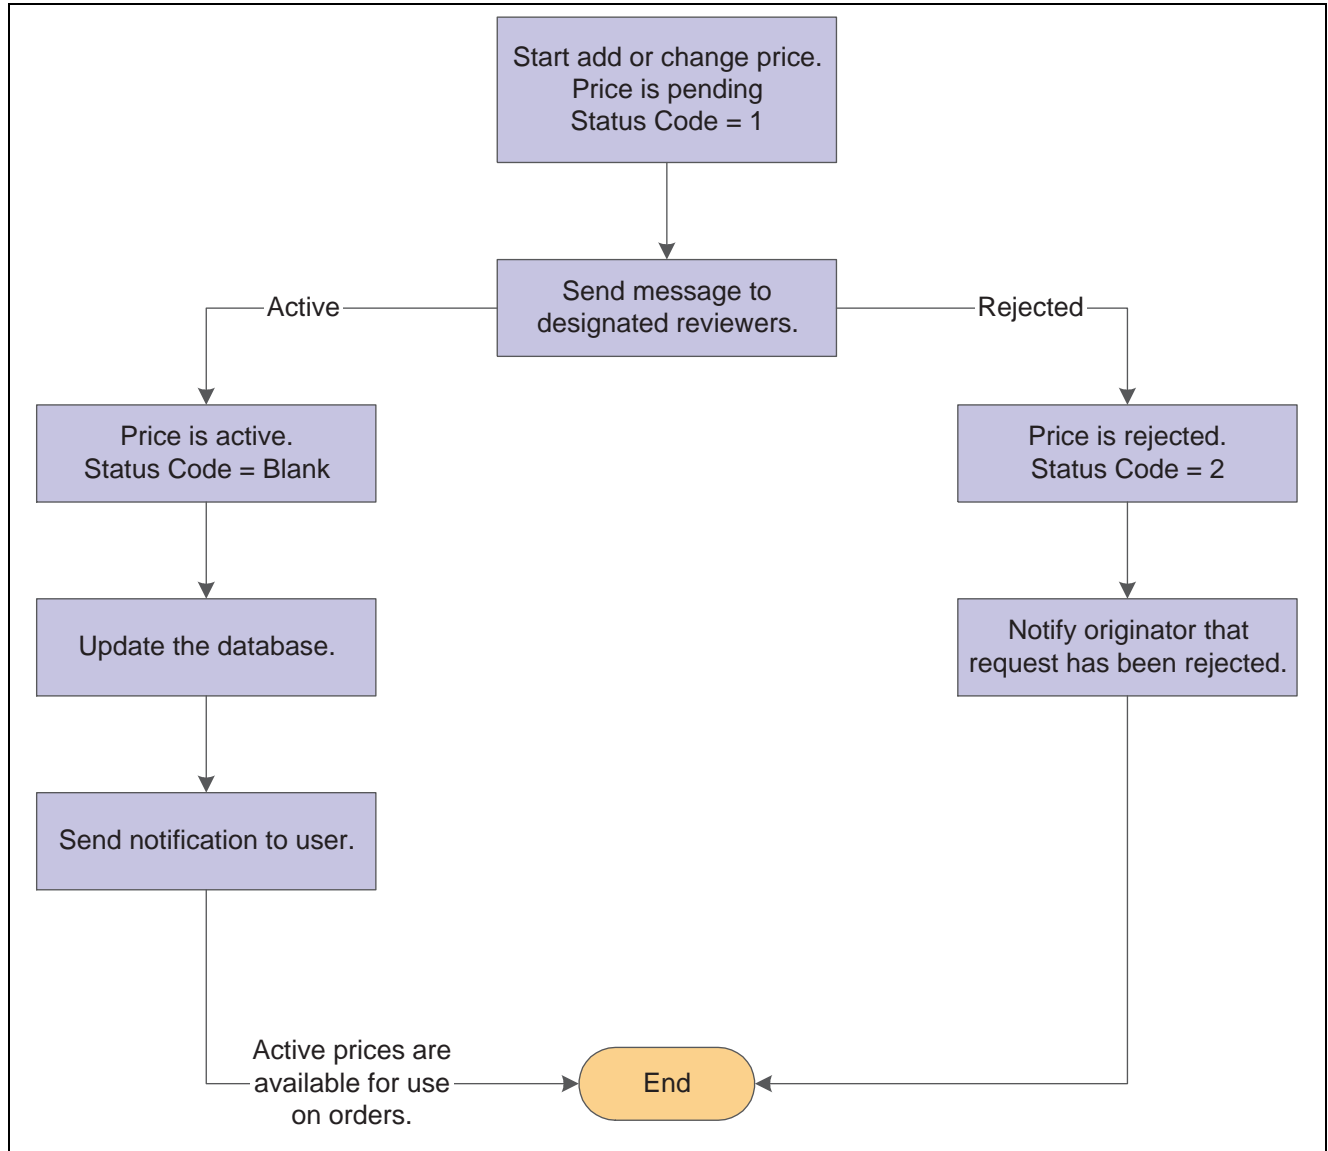 Start add or change price.
Price is pending
Status Code = 1
Send message to
designated reviewers.
Active
Rejected
Price is active.
Status Code = Blank
Price is rejected.
Status Code = 2
Update the database.
Notify originator that
request has been rejected.
Send notification to user.
Active prices are
available for use
on orders.
End